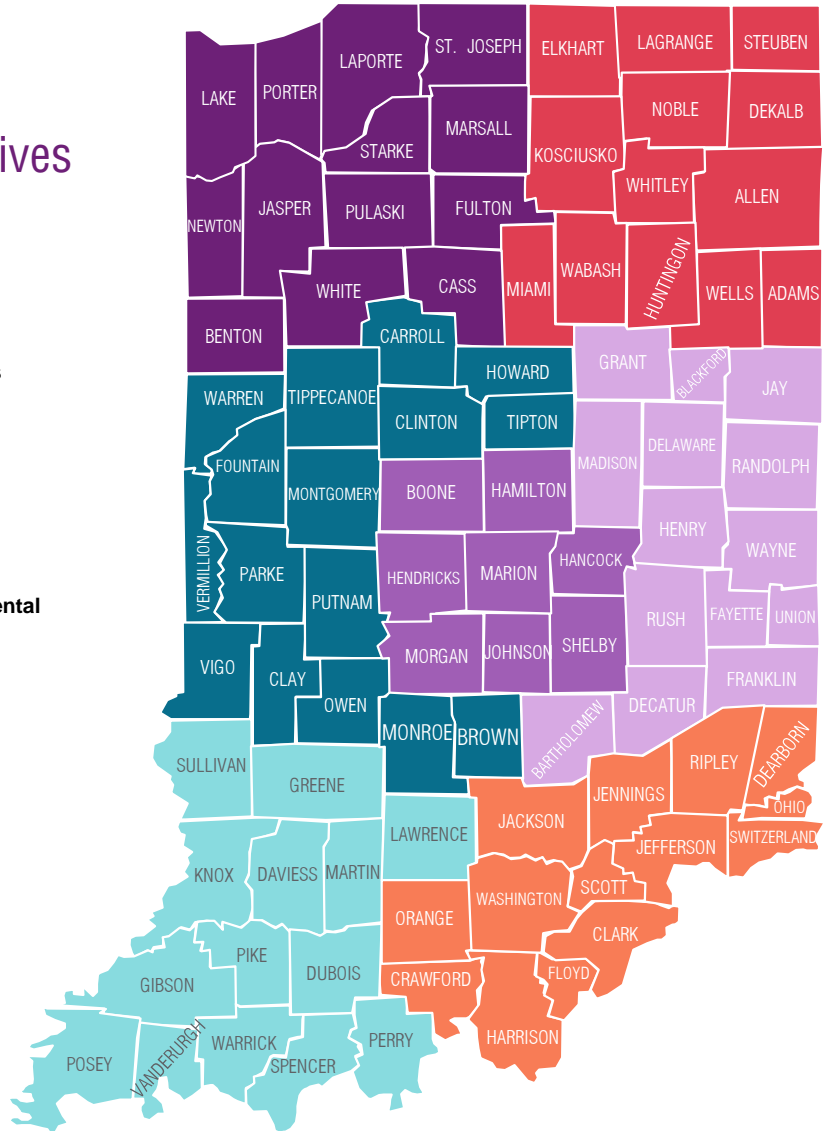 ST. JOSEPH
ELKHART
LAGRANGE
STEUBEN
LAPORTE
LAKE
PORTER
NOBLE
DEKALB
MARSALL
STARKE
KOSCIUSKO
ives
WHITLEY
ALLEN
JASPER
PULASKI
FULTON
NEWTON
WABASH
HUNTINGON
WHITE
CASS
MIAMI
WELLS
ADAMS
BENTON
CARROLL
GRANT
BLACKFORD
HOWARD
s
JAY
WARREN
TIPPECANOE
CLINTON
TIPTON
DELAWARE
FOUNTAIN
MADISON
RANDOLPH
MONTGOMERY
BOONE
HAMILTON
HENRY
WAYNE
VERMILLION
PARKE
HENDRICKS
MARION
HANCOCK
PUTNAM
ental
RUSH
FAYETTE
UNION
VIGO
CLAY
MORGAN
JOHNSON
SHELBY
FRANKLIN
OWEN
DECATUR
MONROE
BROWN
BARTHOLOMEW
SULLIVAN
GREENE
RIPLEY
DEARBORN
JENNINGS
OHIO
LAWRENCE
JACKSON
JEFFERSON
SWITZERLAND
KNOX
DAVIESS
MARTIN
WASHINGTON
SCOTT
ORANGE
CLARK
PIKE
DUBOIS
CRAWFORD
FLOYD
GIBSON
HARRISON
POSEY
VANDERURGH
WARRICK
SPENCER
PERRY